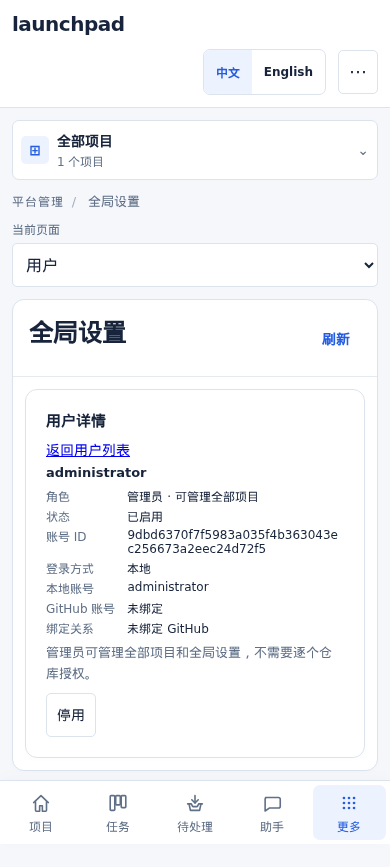 launchpad
中文
English
...
全部项目
1 个项目
平台管理 / 全局设置
当前页面
用户
全局设置
刷新
用户详情
返回用户列表
administrator
角色 管理员 · 可管理全部项目
状态 已启用
账号 ID 9dbd6370f7f5983a035f4b363043e
c256673a2eec24d72f5
登录方式 本地
本地账号 administrator
GitHub 账号 未绑定
绑定关系 未绑定 GitHub
管理员可管理全部项目和全局设置，不需要逐个仓
库授权。
停用
项目
任务
待处理
助手
更多